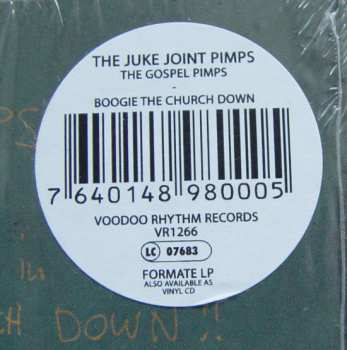 THE JUKE JOINT PIMPS
THE GOSPEL PIMPS
-
BOOGIE THE CHURCH DOWN
7 640148 980005
VOODOO RHYTHM RECORDS
VR1266
LC 07683
FORMATE LP
ALSO AVAILABLE AS
VINYL CD
DOWN!!